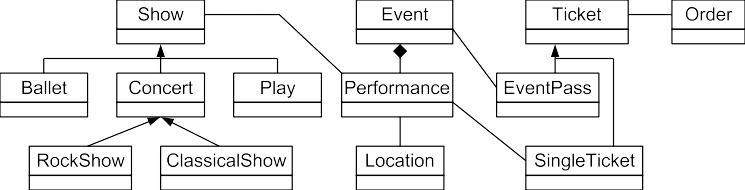 Show
Event
Ticket
Order
Ballet
Concert
Play
Performance
EventPass
RockShow
ClassicalShow
Location
SingleTicket